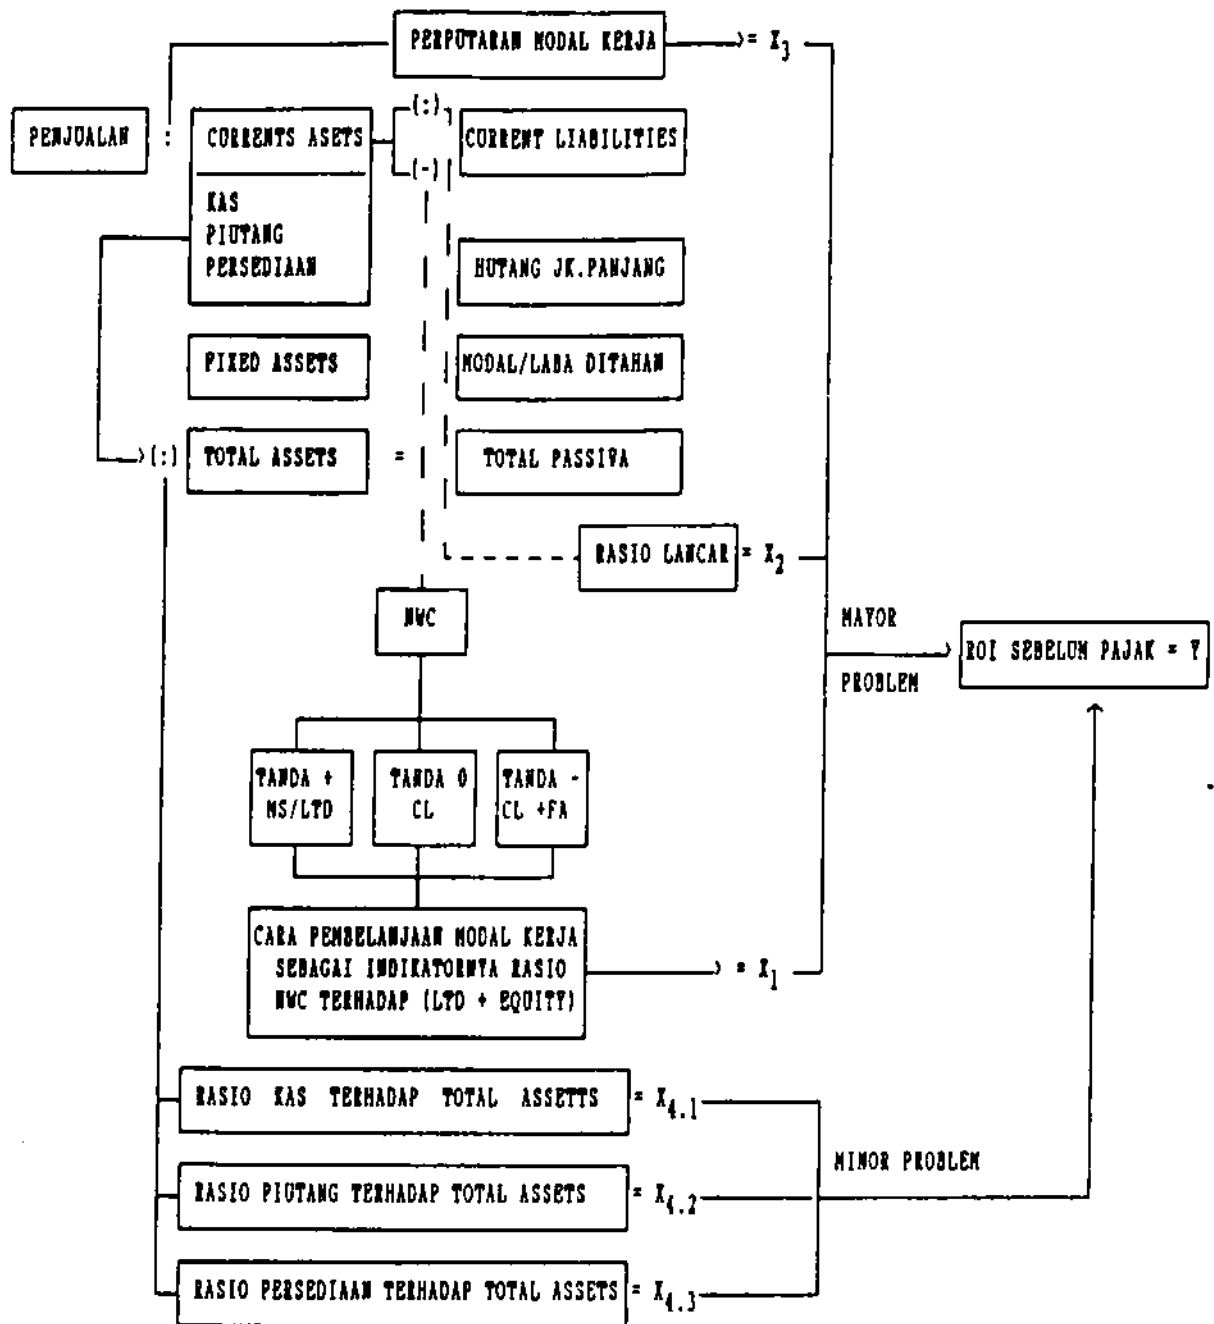 PERPUTARAN MODAL KERJA >= X3
PENJUALAN : CURRENTS ASETS (:) CURRENT LIABILITIES
(-)
KAS
PIUTANG
PERSEDIAAN
HUTANG JK.PANJANG
FIXED ASSETS
MODAL/LABA DITAHAN
>(:) TOTAL ASSETS = TOTAL PASSIVA
RASIO LANCAR = X2
NWC
MAYOR
PROBLEM
> ROI SEBELUM PAJAK = Y
TANDA +
MS/LTD
TANDA 0
CL
TANDA -
CL +FA
CARA PEMBELANJAAN MODAL KERJA
SEBAGAI INDIKATORNYA RASIO
NWC TERHADAP (LTD + EQUITY)
> = X1
RASIO KAS TERHADAP TOTAL ASSETTS = X4.1
MINOR PROBLEM
RASIO PIUTANG TERHADAP TOTAL ASSETS = X4.2
RASIO PERSEDIAAN TERHADAP TOTAL ASSETS = X4.3